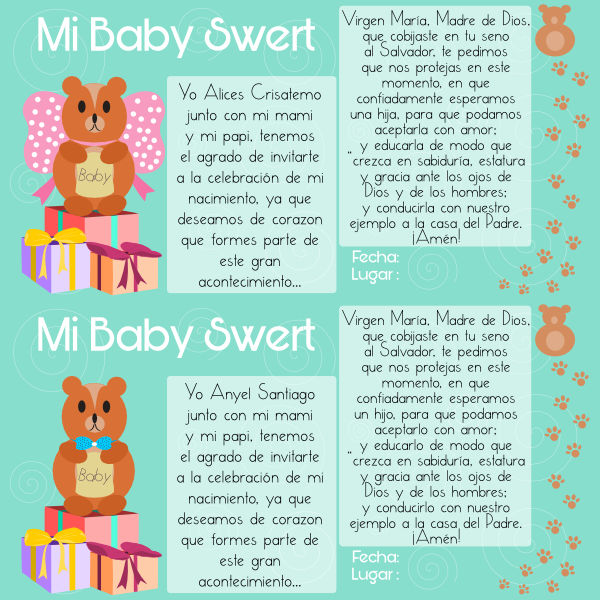 Mi Baby Swert
Baby
Yo Alices Crisatemo
junto con mi mami
y mi papi, tenemos
el agrado de invitarte
a la celebración de mi
nacimiento, ya que
deseamos de corazon
que formes parte de
este gran
acontecimiento...
Virgen María, Madre de Dios,
que cobijaste en tu seno
al Salvador, te pedimos
que nos protejas en este
momento, en que
confiadamente esperamos
una hija, para que podamos
aceptarla con amor;
„ y educarla de modo que
crezca en sabiduría, estatura
y gracia ante los ojos de
Dios y de los hombres;
y conducirla con nuestro
ejemplo a la casa del Padre.
¡Amén!
Fecha:
Lugar :
Mi Baby Swert
Baby
Yo Anyel Santiago
junto con mi mami
y mi papi, tenemos
el agrado de invitarte
a la celebración de mi
nacimiento, ya que
deseamos de corazon
que formes parte de
este gran
acontecimiento...
Virgen María, Madre de Dios,
que cobijaste en tu seno
al Salvador, te pedimos
que nos protejas en este
momento, en que
confiadamente esperamos
un hijo, para que podamos
aceptarlo con amor;
„ y educarlo de modo que
crezca en sabiduría, estatura
y gracia ante los ojos de
Dios y de los hombres;
y conducirlo con nuestro
ejemplo a la casa del Padre.
¡Amén!
Fecha:
Lugar :